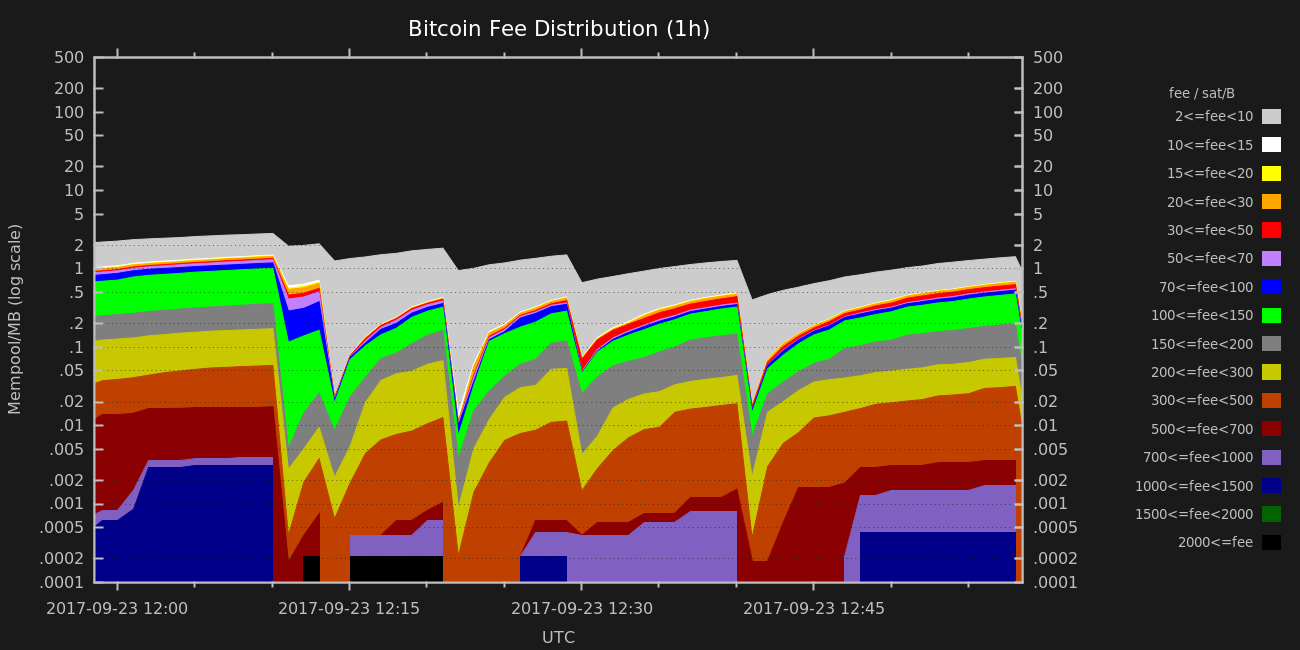 Bitcoin Fee Distribution (1h)
500 500
200 200
100 100
50 50
20 20
10 10
5 5
2 2
1 1
.5 .5
.2 .2
.1 .1
.05 .05
.02 .02
.01 .01
.005 .005
.002 .002
.001 .001
.0005 .0005
.0002 .0002
.0001 .0001
Mempool/MB (log scale)
2017-09-23 12:00 2017-09-23 12:15 2017-09-23 12:30 2017-09-23 12:45
UTC
fee / sat/B
2<=fee<10
10<=fee<15
15<=fee<20
20<=fee<30
30<=fee<50
50<=fee<70
70<=fee<100
100<=fee<150
150<=fee<200
200<=fee<300
300<=fee<500
500<=fee<700
700<=fee<1000
1000<=fee<1500
1500<=fee<2000
2000<=fee